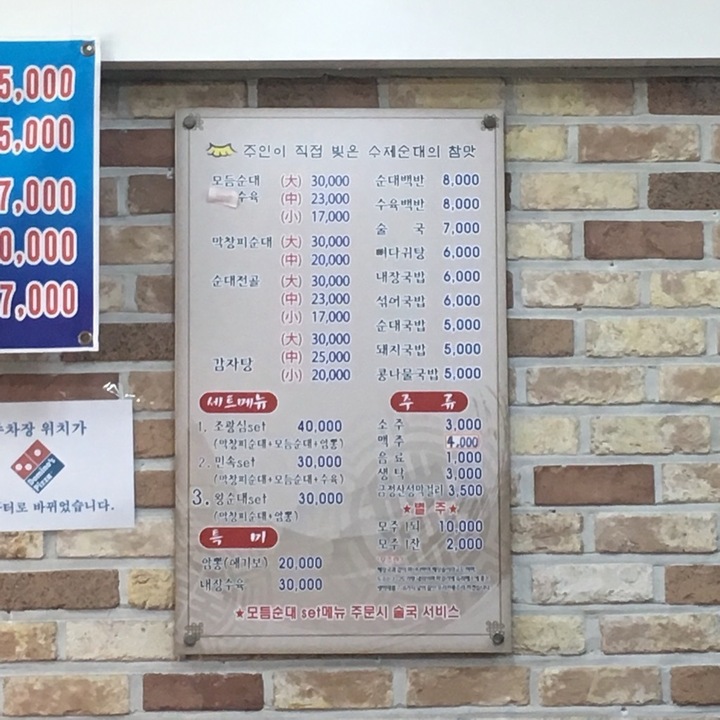 5,000
5,000
7,000
0,000
7,000
주차장 위치가
Domino's Pizza
부터로 바뀌었습니다.
주인이 직접 빚은 수제순대의 참맛
모듬순대 (大) 30,000
수육 (中) 23,000
(小) 17,000
막창피순대 (大) 30,000
(中) 20,000
순대전골 (大) 30,000
(中) 23,000
(小) 17,000
(大) 30,000
감자탕 (中) 25,000
(小) 20,000
순대백반 8,000
수육백반 8,000
술 국 7,000
뼈다귀탕 6,000
내장국밥 6,000
섞어국밥 6,000
순대국밥 5,000
돼지국밥 5,000
콩나물국밥 5,000
세트메뉴
1. 조랑심set 40,000
(막창피순대+모듬순대+암뽕)
2. 민속set 30,000
(막창피순대+모듬순대+수육)
3. 왕순대set 30,000
(막창피순대+암뽕)
특 미
암뽕(애기보) 20,000
내장수육 30,000
주 류
소 주 3,000
맥 주 4,000
음 료 1,000
생 탁 3,000
금정산성막걸리 3,500
★별 주★
모주 1되 10,000
모주 1잔 2,000
★모듬순대 set메뉴 주문시 술국 서비스